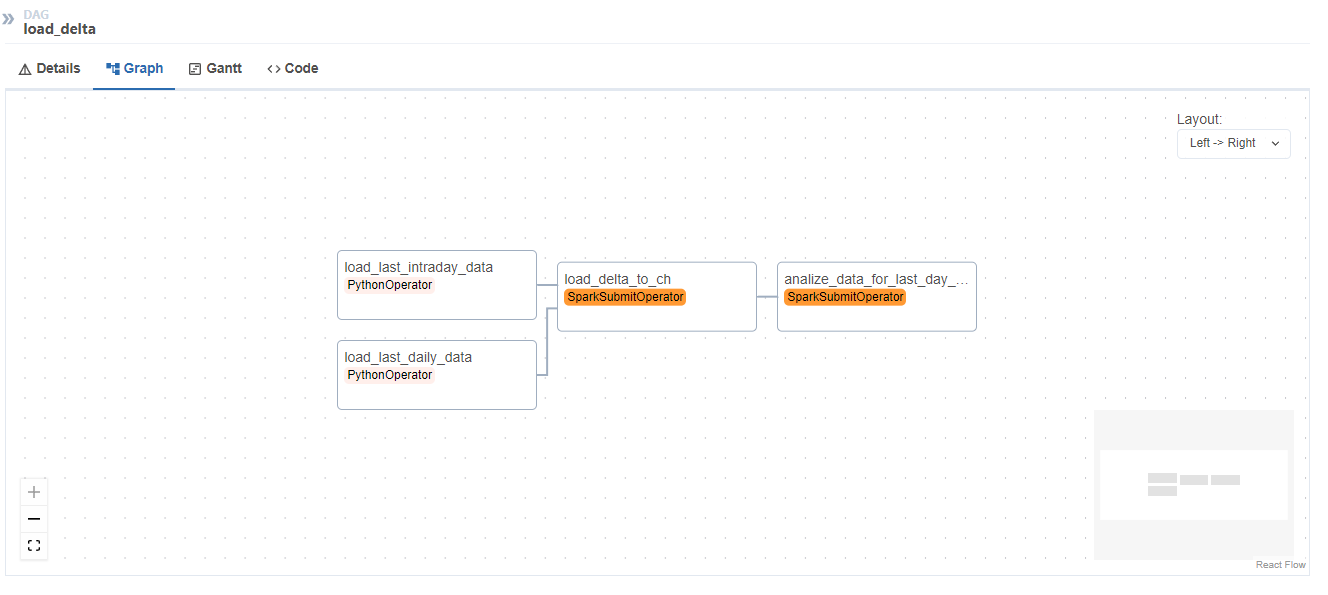 DAG
load_delta
Details
Graph
Gantt
Code
Layout:
Left -> Right
load_last_intraday_data
PythonOperator
load_delta_to_ch
SparkSubmitOperator
analize_data_for_last_day_...
SparkSubmitOperator
load_last_daily_data
PythonOperator
React Flow